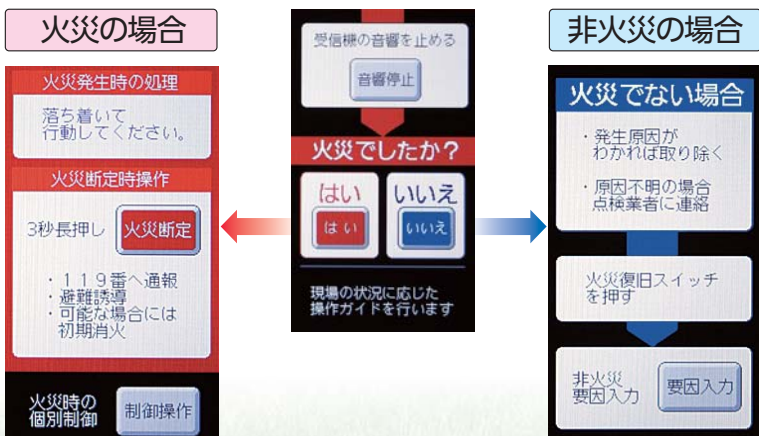 火災の場合
火災発生時の処理
落ち着いて
行動してください。
火災断定時操作
3秒長押し 火災断定
・119番へ通報
・避難誘導
・可能な場合には
初期消火
火災時の
個別制御 制御操作
受信機の音響を止める
音響停止
火災でしたか？
はい いいえ
はい いいえ
現場の状況に応じた
操作ガイドを行います
非火災の場合
火災でない場合
・発生原因が
わかれば取り除く
・原因不明の場合
点検業者に連絡
火災復旧スイッチ
を押す
非火災
要因入力 要因入力